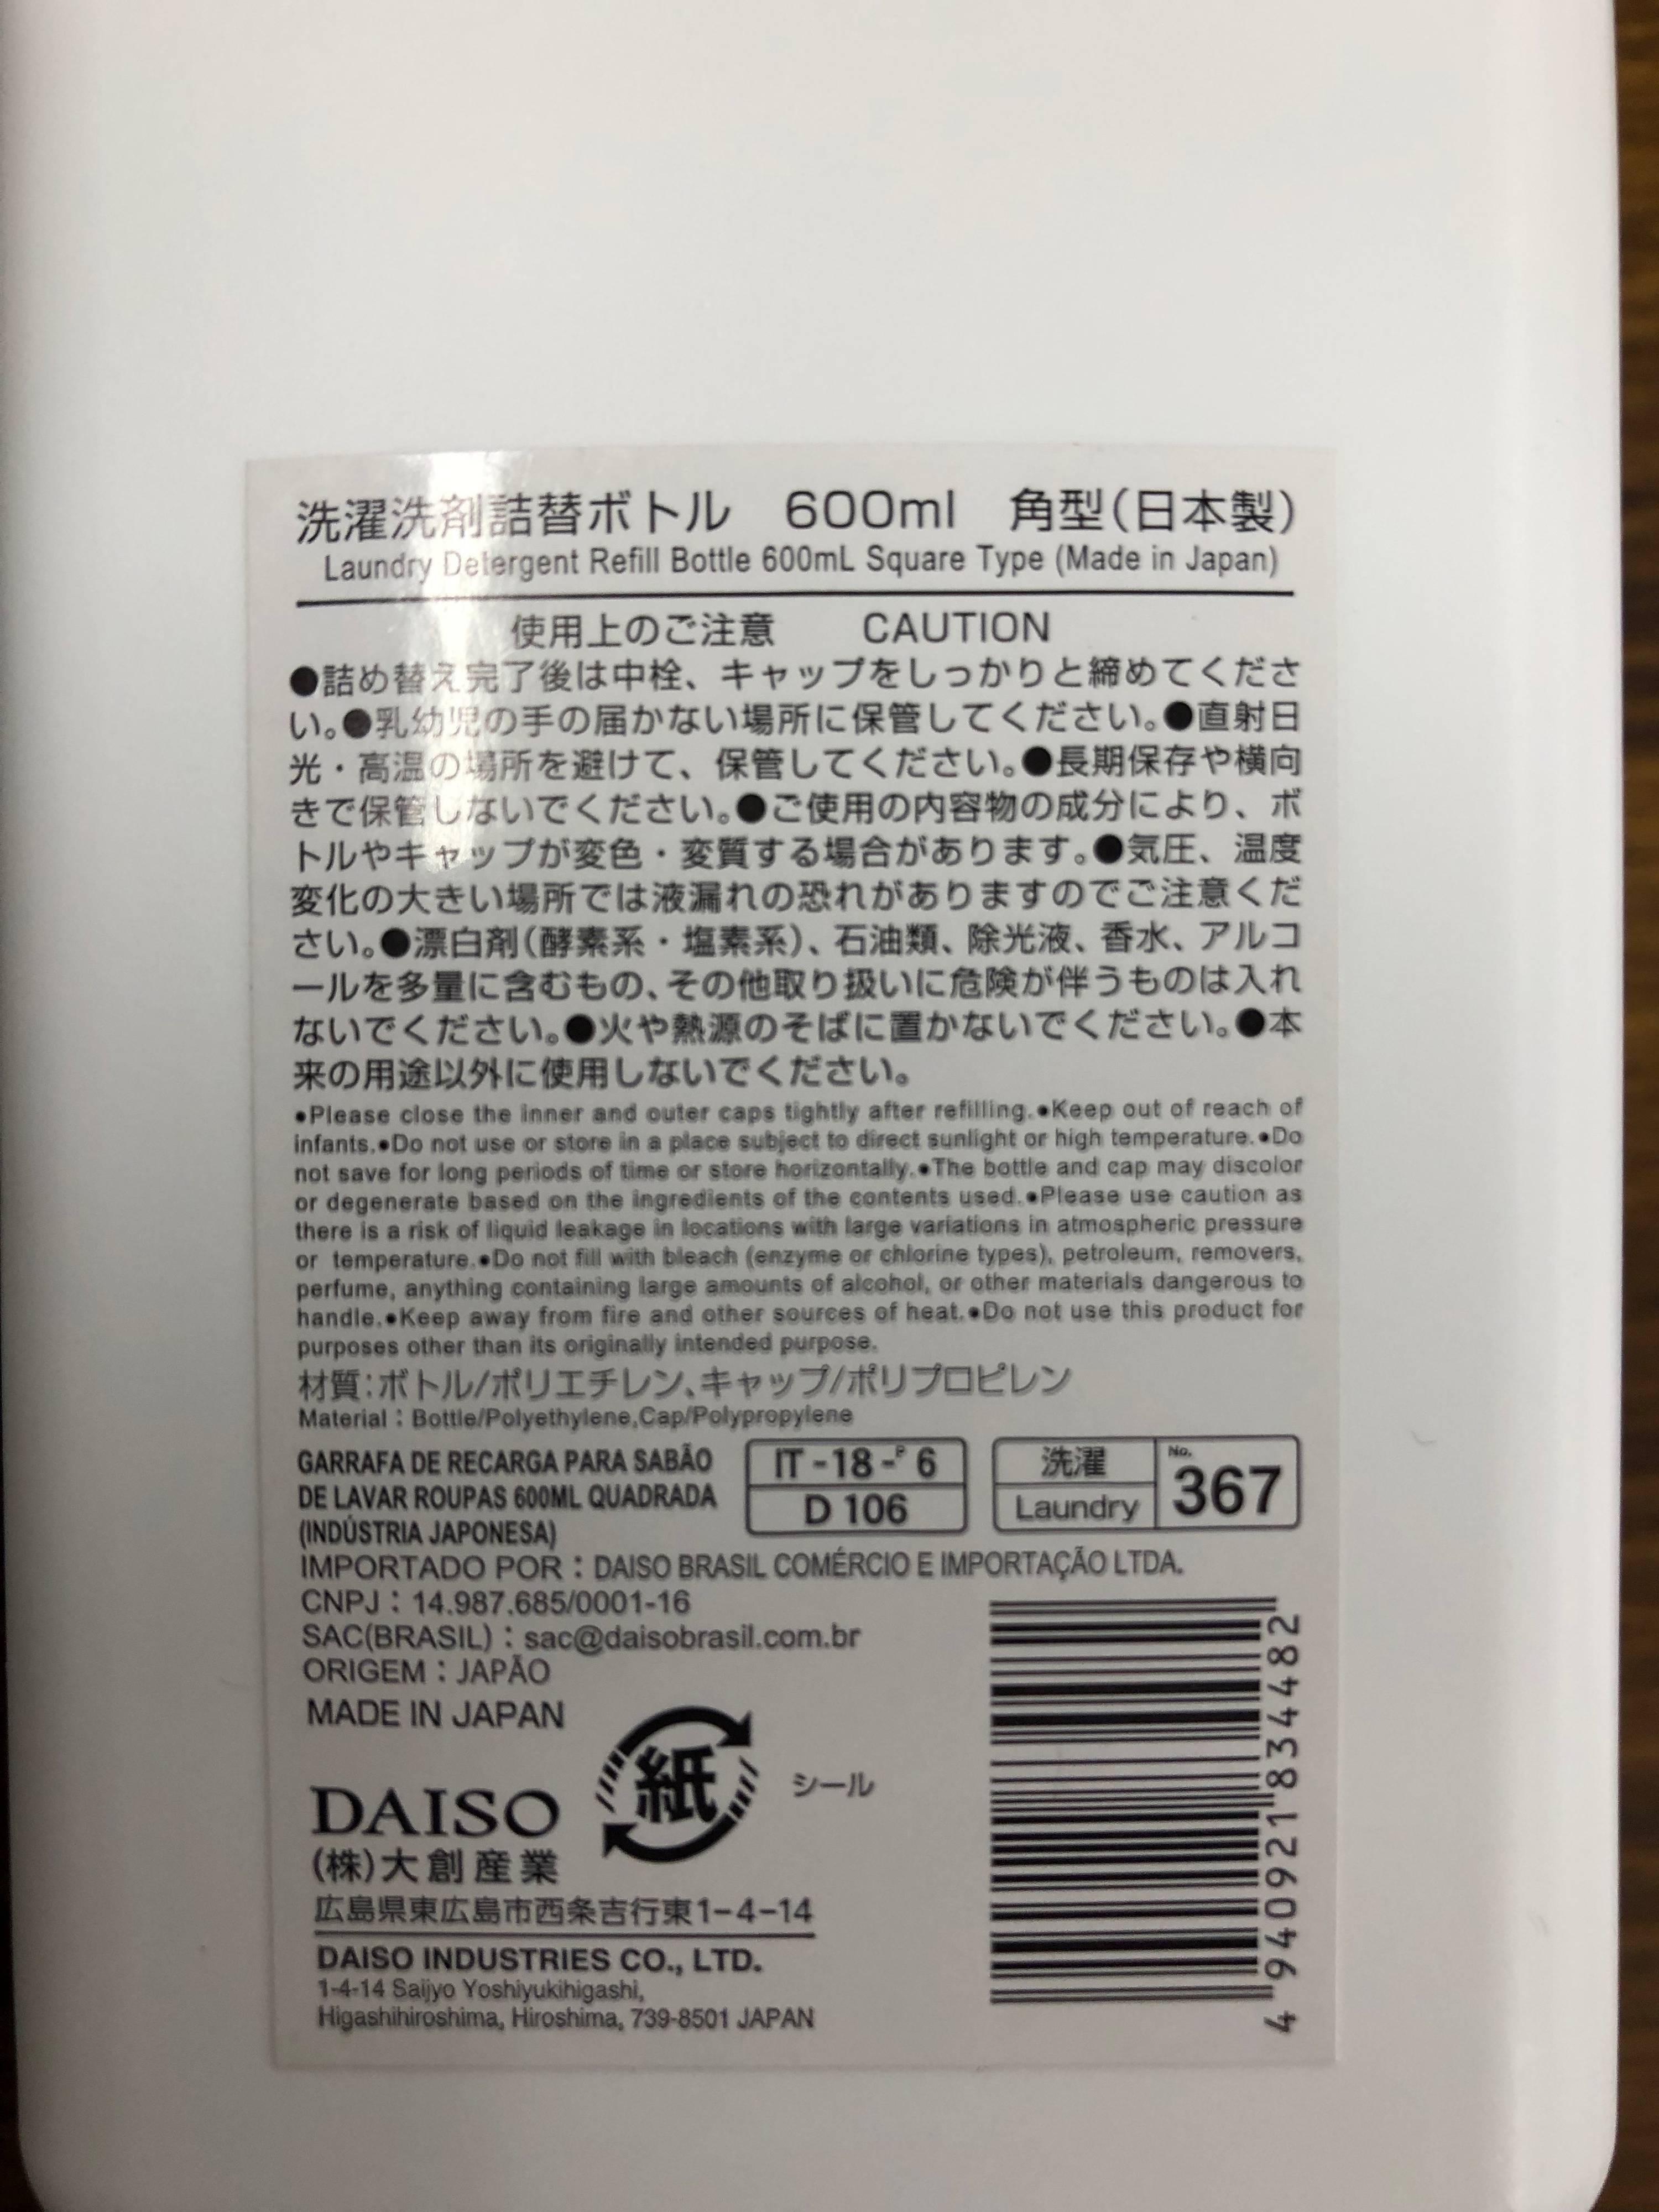 洗濯洗剤詰替ボトル　600ml　角型（日本製）
Laundry Detergent Refill Bottle 600mL Square Type (Made in Japan)
使用上のご注意　CAUTION
●詰め替え完了後は中栓、キャップをしっかりと締めてくださ
い。●乳幼児の手の届かない場所に保管してください。●直射日
光・高温の場所を避けて、保管してください。●長期保存や横向
きで保管しないでください。●ご使用の内容物の成分により、ボ
トルやキャップが変色・変質する場合があります。●気圧、温度
変化の大きい場所では液漏れの恐れがありますのでご注意くだ
さい。●漂白剤（酵素系・塩素系）、石油類、除光液、香水、アルコ
ールを多量に含むもの、その他取り扱いに危険が伴うものは入れ
ないでください。●火や熱源のそばに置かないでください。●本
来の用途以外に使用しないでください。
●Please close the inner and outer caps tightly after refilling.●Keep out of reach of
infants.●Do not use or store in a place subject to direct sunlight or high temperature.●Do
not save for long periods of time or store horizontally.●The bottle and cap may discolor
or degenerate based on the ingredients of the contents used.●Please use caution as
there is a risk of liquid leakage in locations with large variations in atmospheric pressure
or temperature.●Do not fill with bleach (enzyme or chlorine types), petroleum, removers,
perfume, anything containing large amounts of alcohol, or other materials dangerous to
handle.●Keep away from fire and other sources of heat.●Do not use this product for
purposes other than its originally intended purpose.
材質：ボトル/ポリエチレン、キャップ/ポリプロピレン
Material：Bottle/Polyethylene,Cap/Polypropylene
GARRAFA DE RECARGA PARA SABÃO
DE LAVAR ROUPAS 600ML QUADRADA
(INDÚSTRIA JAPONESA)
IT -18 -P 6
D 106
洗濯
Laundry
No.
367
IMPORTADO POR：DAISO BRASIL COMÉRCIO E IMPORTAÇÃO LTDA.
CNPJ：14.987.685/0001-16
SAC(BRASIL)：sac@daisobrasil.com.br
ORIGEM：JAPÃO
MADE IN JAPAN
紙
シール
DAISO
（株）大創産業
広島県東広島市西条吉行東1-4-14
DAISO INDUSTRIES CO., LTD.
1-4-14 Saijyo Yoshiyukihigashi,
Higashihiroshima, Hiroshima, 739-8501 JAPAN
4 940921 834482